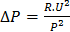 ΔP = R.U² / P²